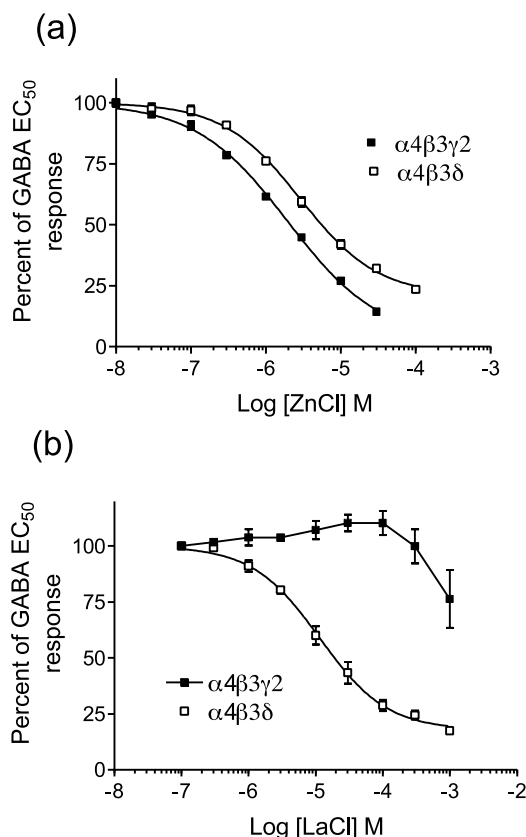 (a)
100
75
50
25
0
Percent of GABA EC50
response
α4β3γ2
α4β3δ
-8 -7 -6 -5 -4 -3
Log [ZnCl] M
(b)
100
75
50
25
0
Percent of GABA EC50
response
α4β3γ2
α4β3δ
-8 -7 -6 -5 -4 -3 -2
Log [LaCl] M